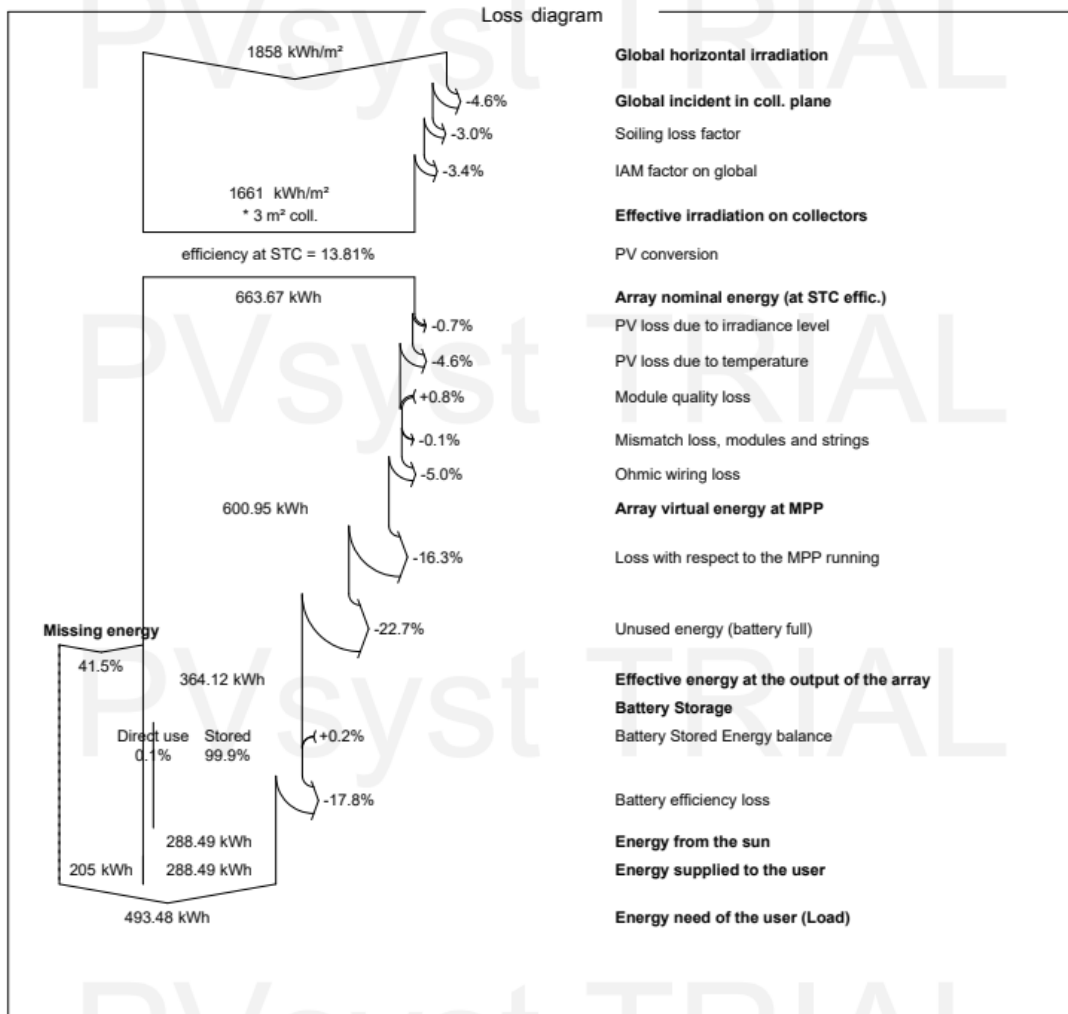 Loss diagram
PVsyst TRIAL
1858 kWh/m² Global horizontal irradiation
-4.6% Global incident in coll. plane
-3.0% Soiling loss factor
-3.4% IAM factor on global
1661 kWh/m²
* 3 m² coll. Effective irradiation on collectors
efficiency at STC = 13.81% PV conversion
663.67 kWh Array nominal energy (at STC effic.)
-0.7% PV loss due to irradiance level
PVsyst TRIAL
-4.6% PV loss due to temperature
+0.8% Module quality loss
-0.1% Mismatch loss, modules and strings
-5.0% Ohmic wiring loss
600.95 kWh Array virtual energy at MPP
-16.3% Loss with respect to the MPP running
Missing energy -22.7% Unused energy (battery full)
41.5%
364.12 kWh Effective energy at the output of the array
PVsyst TRIAL
Battery Storage
Direct use Stored +0.2% Battery Stored Energy balance
0.1% 99.9%
-17.8% Battery efficiency loss
288.49 kWh Energy from the sun
205 kWh 288.49 kWh Energy supplied to the user
493.48 kWh Energy need of the user (Load)
PVsyst TRIAL